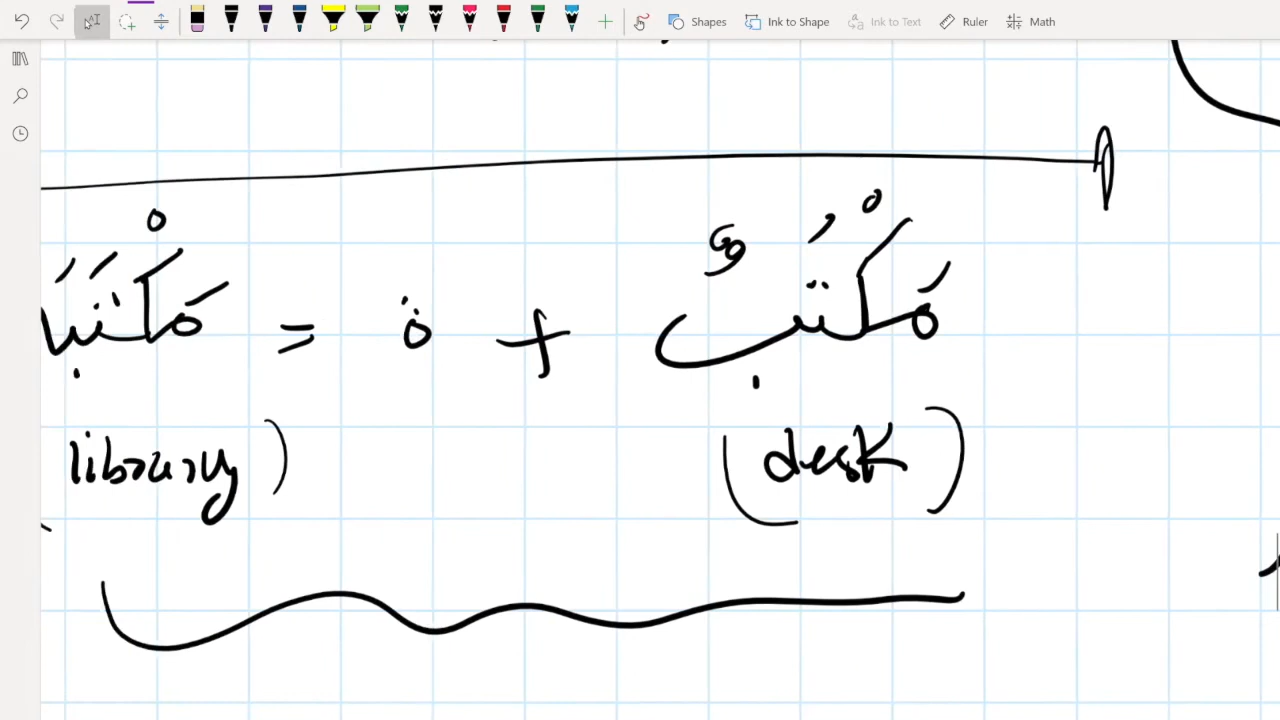 Shapes Ink to Shape Ink to Text Ruler Math
مَكْتَبٌ + ة = مَكْتَبَ
(desk) library)